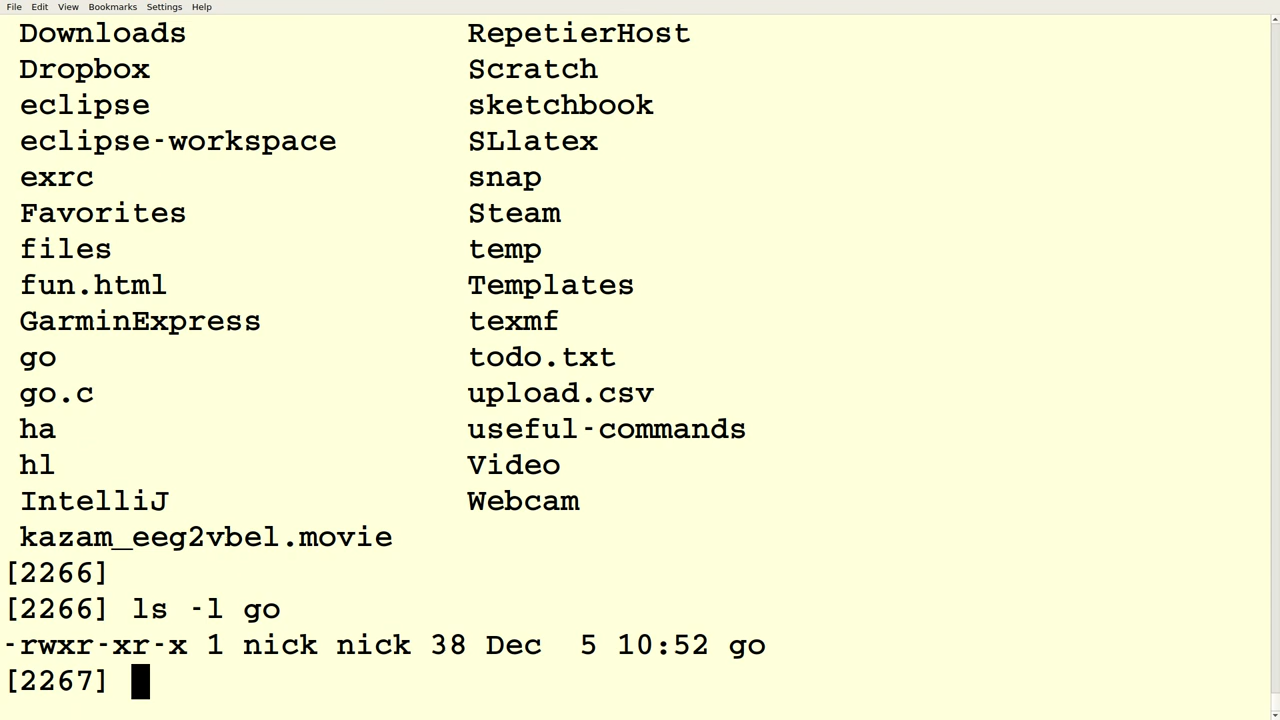 File Edit View Bookmarks Settings Help
Downloads RepetierHost
Dropbox Scratch
eclipse sketchbook
eclipse-workspace SLlatex
exrc snap
Favorites Steam
files temp
fun.html Templates
GarminExpress texmf
go todo.txt
go.c upload.csv
ha useful-commands
hl Video
IntelliJ Webcam
kazam_eeg2vbel.movie
[2266]
[2266] ls -l go
-rwxr-xr-x 1 nick nick 38 Dec  5 10:52 go
[2267]